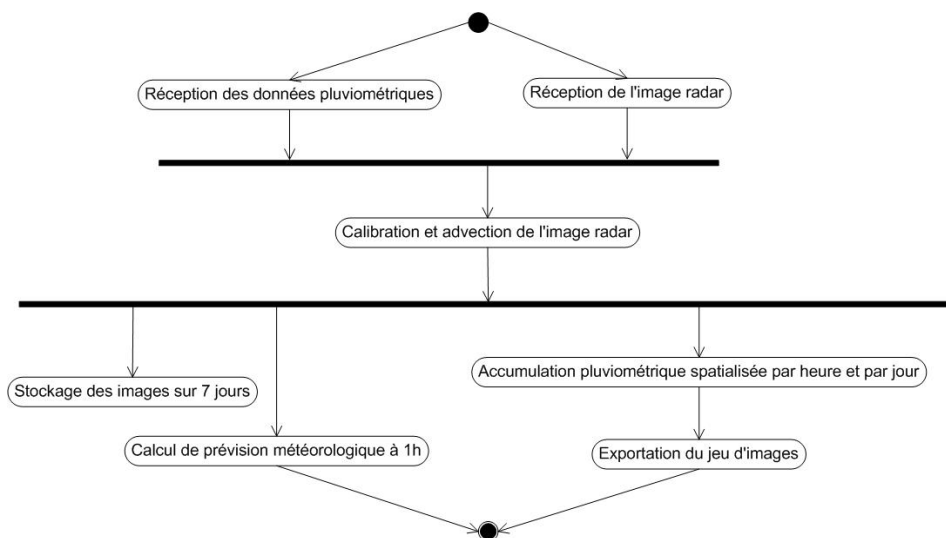 Réception des données pluviométriques
Réception de l'image radar
Calibration et advection de l'image radar
Stockage des images sur 7 jours
Accumulation pluviométrique spatialisée par heure et par jour
Calcul de prévision météorologique à 1h
Exportation du jeu d'images